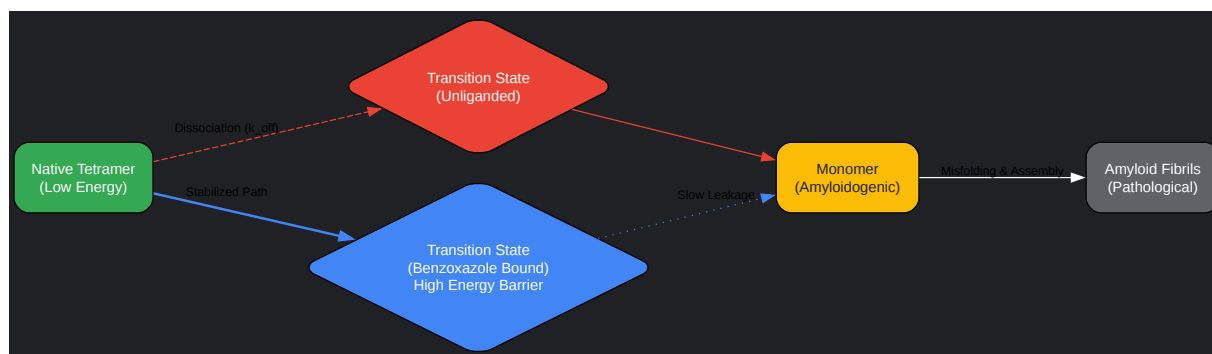 Transition State
(Unliganded)
Dissociation (k_off)
Native Tetramer
(Low Energy)
Stabilized Path
Transition State
(Benzoxazole Bound)
High Energy Barrier
Slow Leakage
Monomer
(Amyloidogenic)
Misfolding & Assembly
Amyloid Fibrils
(Pathological)